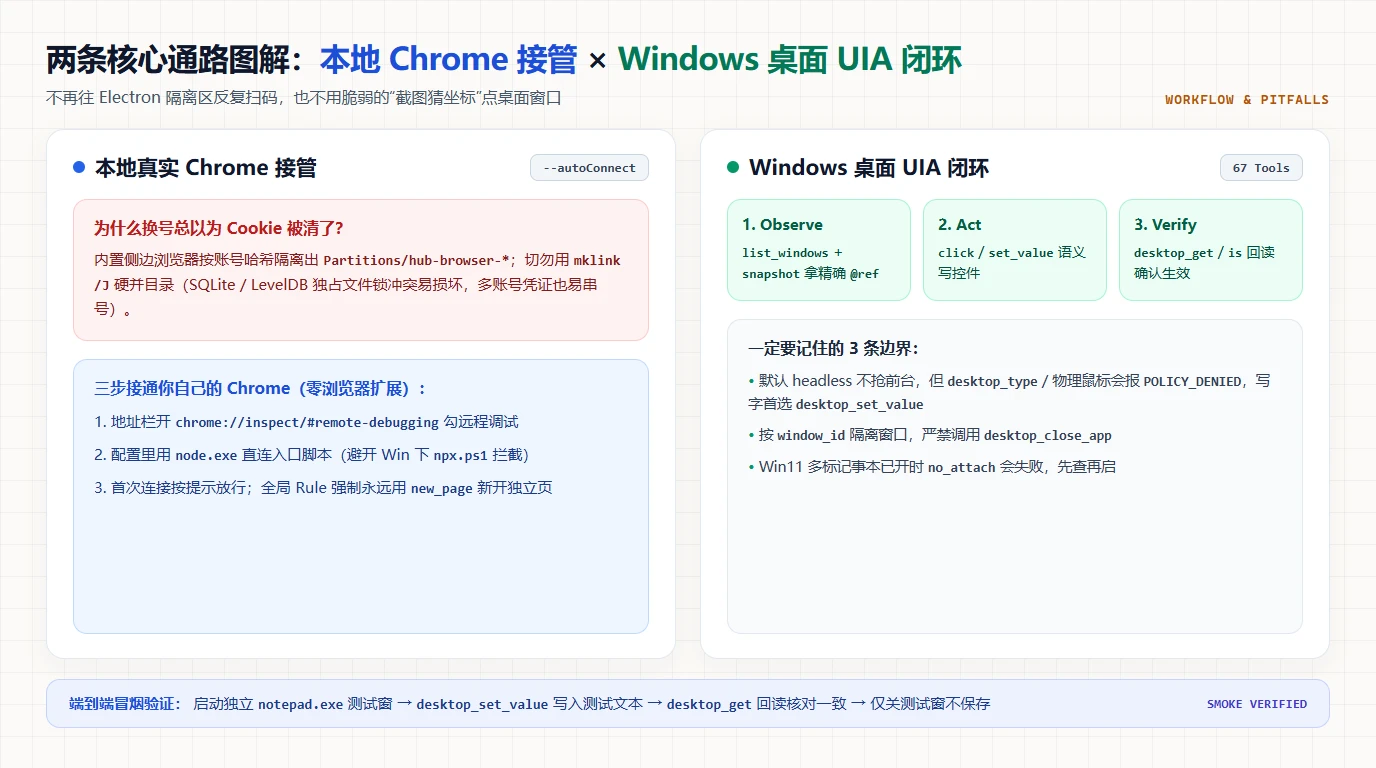 两条核心通路图解：本地 Chrome 接管 × Windows 桌面 UIA 闭环
不再往 Electron 隔离区反复扫码，也不用脆弱的“截图猜坐标”点桌面窗口
WORKFLOW & PITFALLS
本地真实 Chrome 接管
--autoConnect
为什么换号总以为 Cookie 被清了？
内置侧边浏览器按账号哈希隔离出 Partitions/hub-browser-*；切勿用 mklink
/J 硬并目录（SQLite / LevelDB 独占文件锁冲突易损坏，多账号凭证也易串
号）。
三步接通你自己的 Chrome（零浏览器扩展）：
1. 地址栏开 chrome://inspect/#remote-debugging 勾远程调试
2. 配置里用 node.exe 直连入口脚本（避开 Win 下 npx.ps1 拦截）
3. 首次连接按提示放行；全局 Rule 强制永远用 new_page 新开独立页
Windows 桌面 UIA 闭环
67 Tools
1. Observe
list_windows +
snapshot 拿精确 @ref
2. Act
click / set_value 语义
写控件
3. Verify
desktop_get / is 回读
确认生效
一定要记住的 3 条边界：
• 默认 headless 不抢前台，但 desktop_type / 物理鼠标会报 POLICY_DENIED，写
字首选 desktop_set_value
• 按 window_id 隔离窗口，严禁调用 desktop_close_app
• Win11 多标记事本已开时 no_attach 会失败，先查再启
端到端冒烟验证： 启动独立 notepad.exe 测试窗 → desktop_set_value 写入测试文本 → desktop_get 回读核对一致 → 仅关测试窗不保存
SMOKE VERIFIED